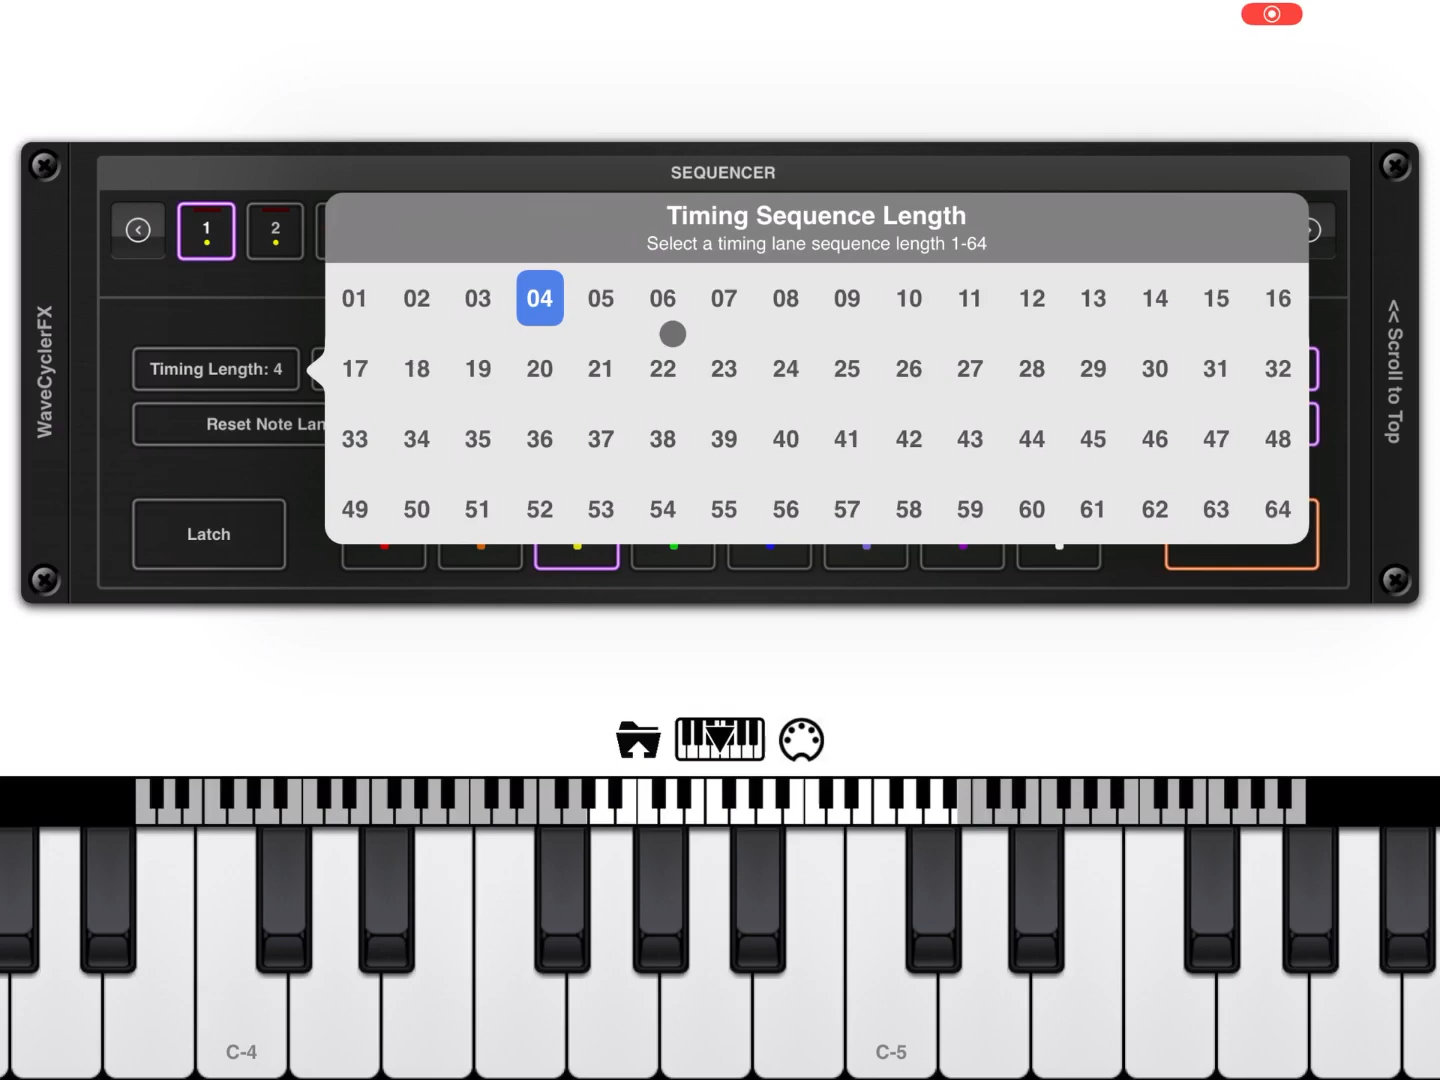 SEQUENCER
1
2
Timing Sequence Length
Select a timing lane sequence length 1-64
01 02 03 04 05 06 07 08 09 10 11 12 13 14 15 16
17 18 19 20 21 22 23 24 25 26 27 28 29 30 31 32
33 34 35 36 37 38 39 40 41 42 43 44 45 46 47 48
49 50 51 52 53 54 55 56 57 58 59 60 61 62 63 64
WaveCyclerFX
Timing Length: 4
Reset Note Lan
Latch
<< Scroll to Top
C-4
C-5